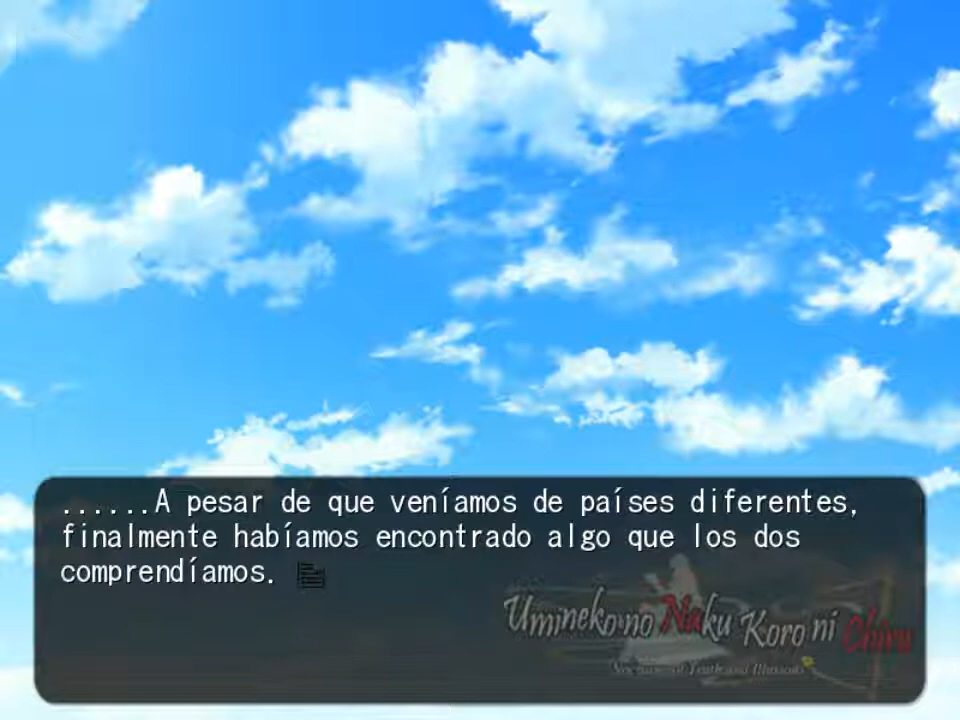 ......A pesar de que veníamos de países diferentes,
finalmente habíamos encontrado algo que los dos
comprendíamos.
Umineko no Naku Koro ni Chiru